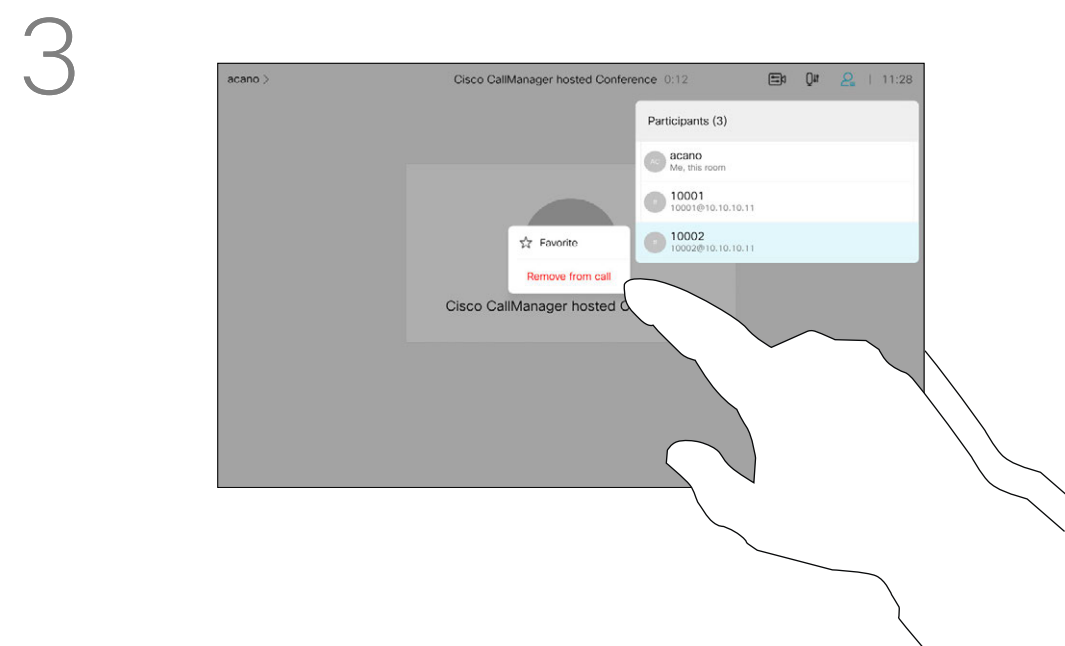 3
acano >
Cisco CallManager hosted Conference 0:12
| 11:28
Participants (3)
AC
acano
Me, this room
10001
10001@10.10.10.11
10002
10002@10.10.10.11
Favorite
Remove from call
Cisco CallManager hosted C